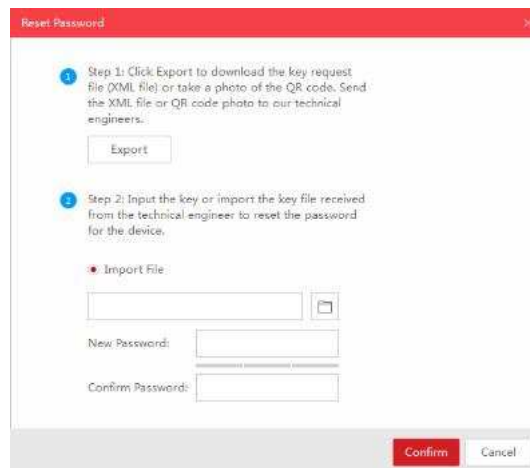 Reset Password
1
Step 1: Click Export to download the key request
file (XML file) or take a photo of the QR code. Send
the XML file or QR code photo to our technical
engineers.
Export
2
Step 2: Input the key or import the key file received
from the technical engineer to reset the password
for the device.
Import File
New Password:
Confirm Password:
Confirm
Cancel